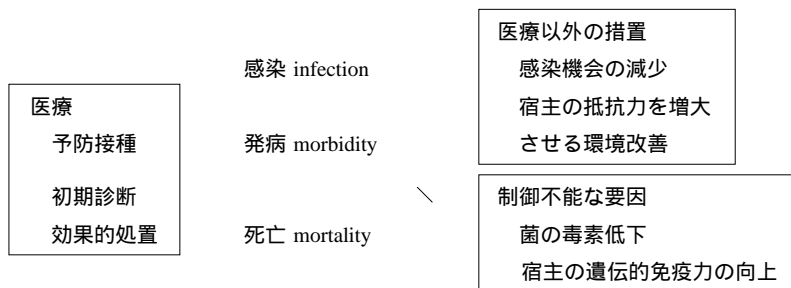 医療
予防接種
初期診断
効果的処置
感染 infection
発病 morbidity
死亡 mortality
医療以外の措置
感染機会の減少
宿主の抵抗力を増大
させる環境改善
制御不能な要因
菌の毒素低下
宿主の遺伝的免疫力の向上